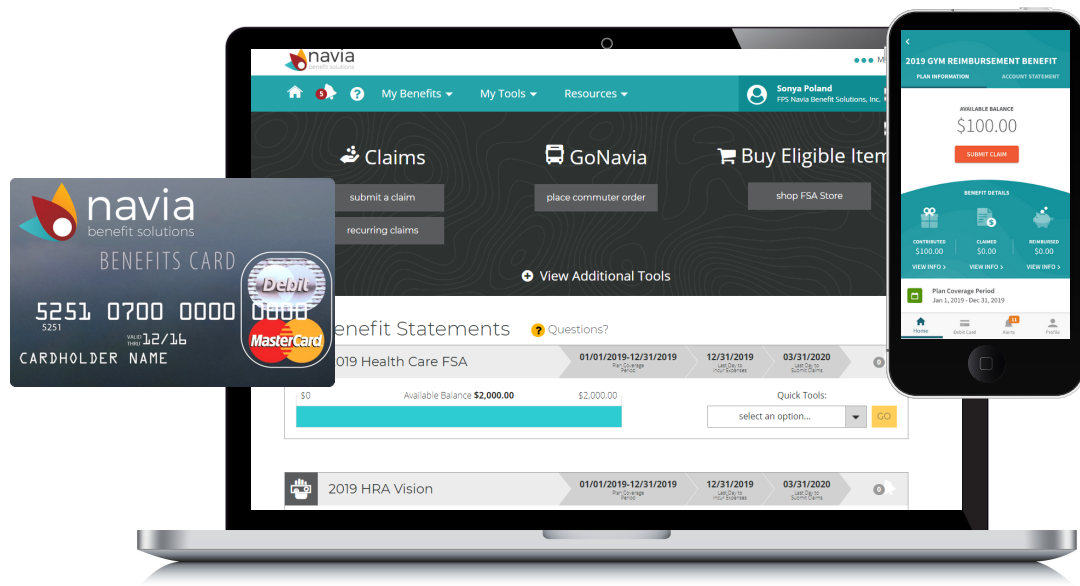 navia
benefit solutions
My Benefits
My Tools
Resources
5
?
Sonya Poland
FPS Navia Benefit Solutions, Inc.
Claims
submit a claim
recurring claims
GoNavia
place commuter order
Buy Eligible Item
shop FSA Store
View Additional Tools
enefit Statements
? Questions?
019 Health Care FSA
01/01/2019-12/31/2019
Plan Coverage
Period
12/31/2019
Last Day to
Incur Expenses
03/31/2020
Last Day to
Submit Claims
0
$0
Available Balance $2,000.00
$2,000.00
Quick Tools:
select an option...
GO
2019 HRA Vision
01/01/2019-12/31/2019
Plan Coverage
Period
12/31/2019
Last Day to
Incur Expenses
03/31/2020
Last Day to
Submit Claims
0
navia
benefit solutions
BENEFITS CARD
Debit
5251 0700 0000 0000
5251
VALID
THRU 12/16
CARDHOLDER NAME
MasterCard
2019 GYM REIMBURSEMENT BENEFIT
PLAN INFORMATION
ACCOUNT STATEMENT
AVAILABLE BALANCE
$100.00
SUBMIT CLAIM
BENEFIT DETAILS
CONTRIBUTED
$100.00
VIEW INFO >
CLAIMED
$0.00
VIEW INFO >
REIMBURSED
$0.00
VIEW INFO >
Plan Coverage Period
Jan 1, 2019 - Dec 31, 2019
Home
Debit Card
11
Alerts
Profile